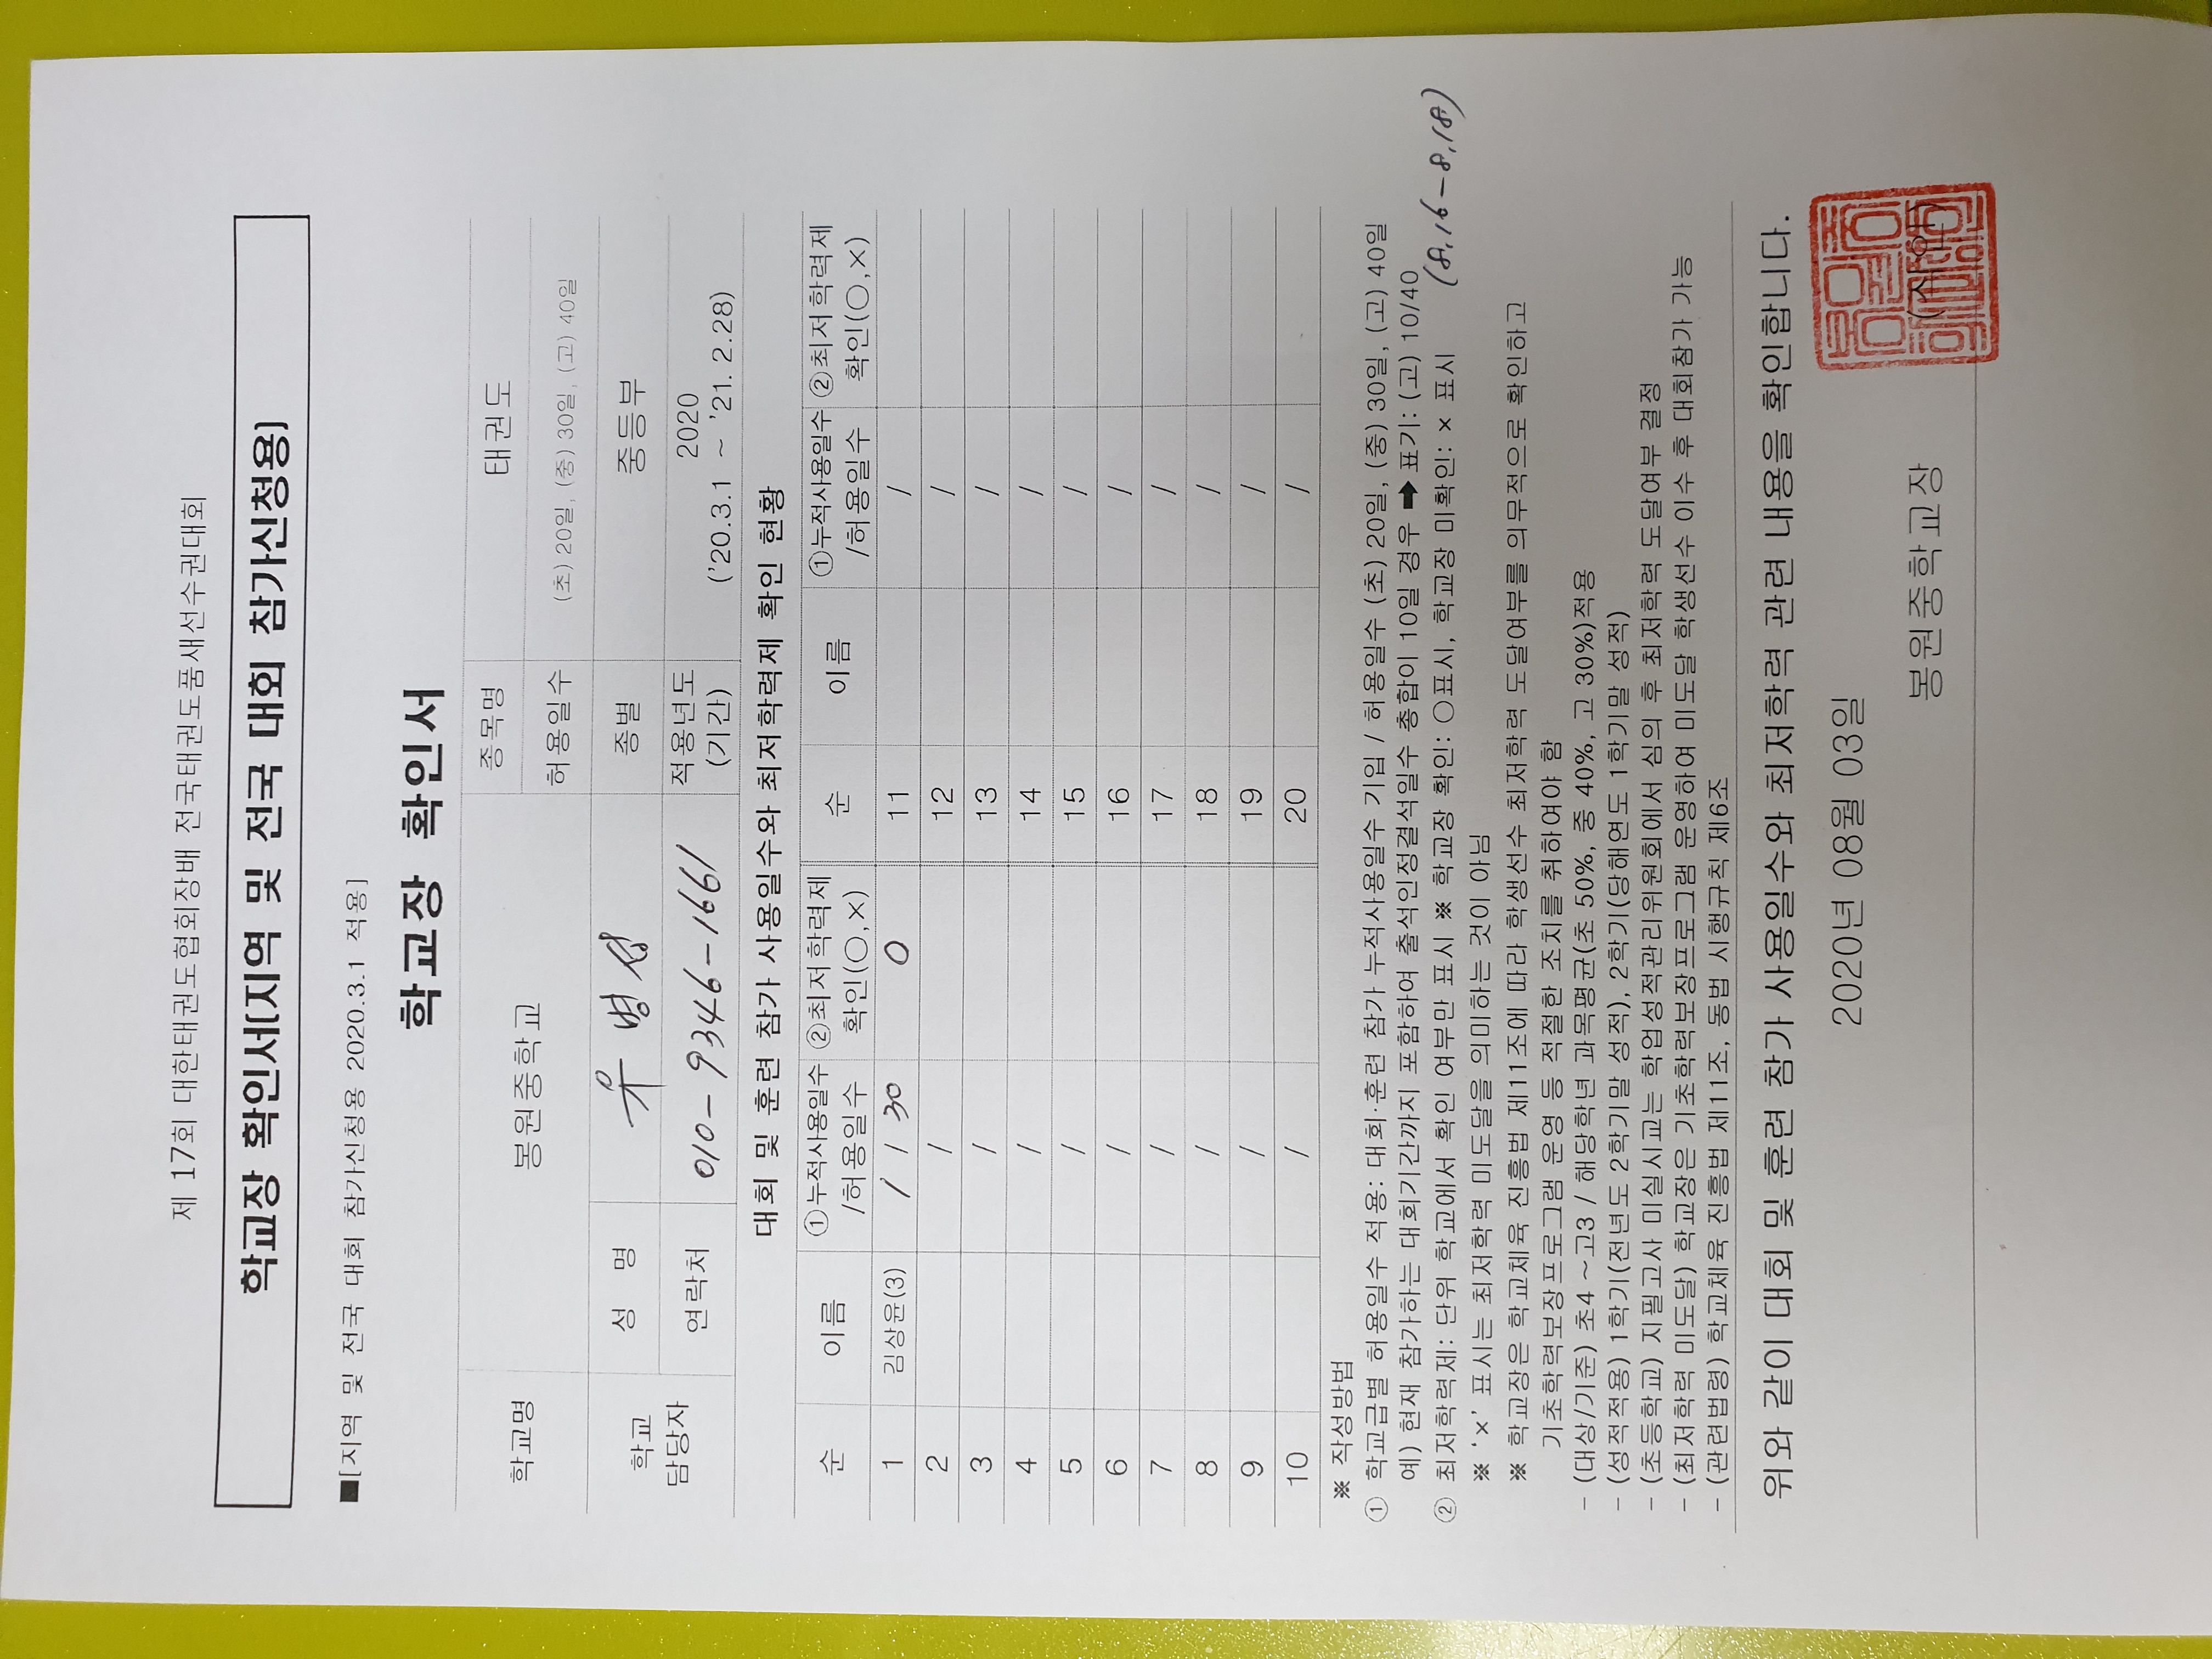 제 17회 대한태권도협회장배 전국태권도품새선수권대회
학교장 확인서(지역 및 전국 대회 참가신청용)
■[지역 및 전국 대회 참가신청용 2020.3.1 적용]
학교장 확인서
학교명 봉원중학교 종목명 태권도
허용일수 (초) 20일, (중) 30일, (고) 40일
학교 담당자 성 명 유병섭 종별 중등부
연락처 010-9346-1661 적용년도 (기간) 2020 ('20.3.1 ~ '21. 2.28)
대회 및 훈련 참가 사용일수와 최저학력제 확인 현황
순 이름 ①누적사용일수 /허용일수 ②최저학력제 확인(○,×) 순 이름 ①누적사용일수 /허용일수 ②최저학력제 확인(○,×)
1 김상윤(3) 1 / 30 O 11 /
2 / 12 /
3 / 13 /
4 / 14 /
5 / 15 /
6 / 16 /
7 / 17 /
8 / 18 /
9 / 19 /
10 / 20 /
※ 작성방법
① 학교급별 허용일수 적용: 대회·훈련 참가 누적사용일수 기입 / 허용일수 (초) 20일, (중) 30일, (고) 40일
예) 현재 참가하는 대회기간까지 포함하여 출석인정결석일수 총합이 10일 경우 ➡ 표기: (고) 10/40
(8,16-8,18)
② 최저학력제: 단위 학교에서 확인 여부만 표시 ※ 학교장 확인: ○표시, 학교장 미확인: × 표시
※ '×' 표시는 최저학력 미도달을 의미하는 것이 아님
※ 학교장은 학교체육 진흥법 제11조에 따라 학생선수 최저학력 도달여부를 의무적으로 확인하고
기초학력보장프로그램 운영 등 적절한 조치를 취하여야 함
- (대상/기준) 초4 ~ 고3 / 해당학년 과목평균(초 50%, 중 40%, 고 30%)적용
- (성적적용) 1학기(전년도 2학기말 성적), 2학기(당해연도 1학기말 성적)
- (초등학교) 지필고사 미실시교는 학업성적관리위원회에서 심의 후 최저학력 도달여부 결정
- (최저학력 미도달) 학교장은 기초학력보장프로그램 운영하여 미도달 학생선수 이수 후 대회참가 가능
- (관련법령) 학교체육 진흥법 제11조, 동법 시행규칙 제6조
위와 같이 대회 및 훈련 참가 사용일수와 최저학력 관련 내용을 확인합니다.
2020년 08월 03일
봉원중학교장 (직인)